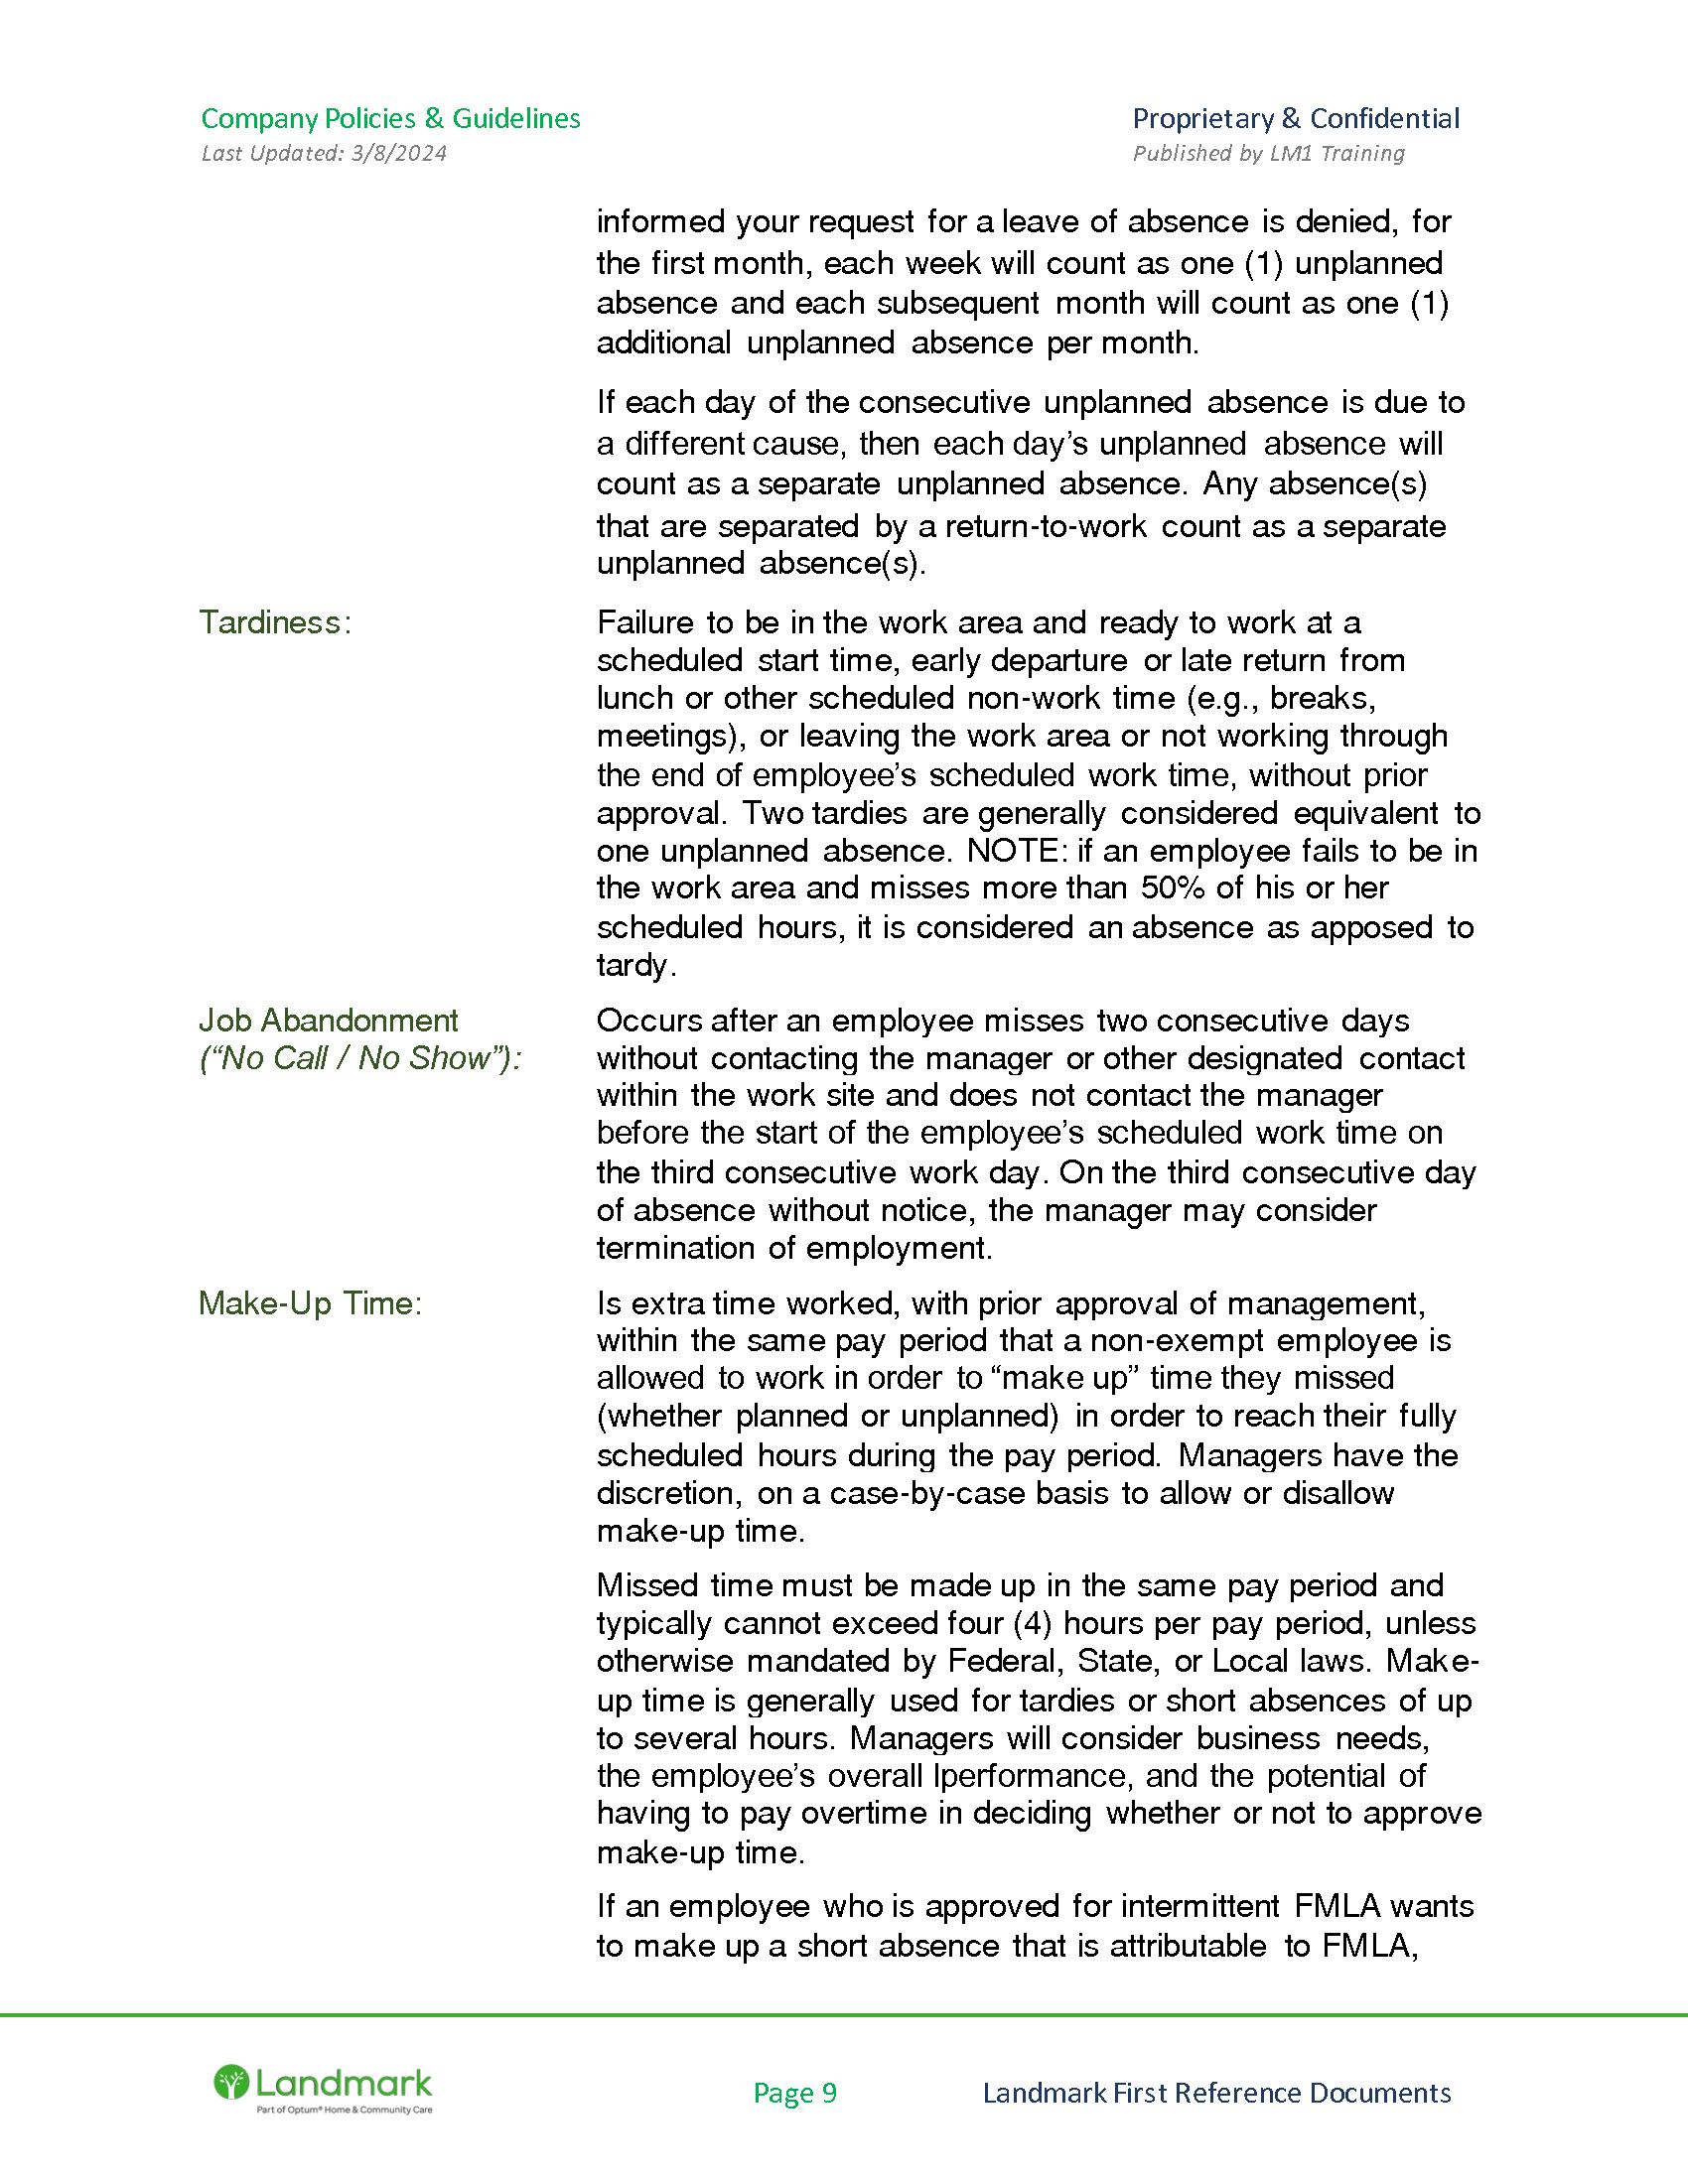 Company Policies & Guidelines
Proprietary & Confidential
Last Updated: 3/8/2024
Published by LM1 Training
informed your request for a leave of absence is denied, for
the first month, each week will count as one (1) unplanned
absence and each subsequent month will count as one (1)
additional unplanned absence per month.
If each day of the consecutive unplanned absence is due to
a different cause, then each day’s unplanned absence will
count as a separate unplanned absence. Any absence(s)
that are separated by a return-to-work count as a separate
unplanned absence(s).
Tardiness:
Failure to be in the work area and ready to work at a
scheduled start time, early departure or late return from
lunch or other scheduled non-work time (e.g., breaks,
meetings), or leaving the work area or not working through
the end of employee’s scheduled work time, without prior
approval. Two tardies are generally considered equivalent to
one unplanned absence. NOTE: if an employee fails to be in
the work area and misses more than 50% of his or her
scheduled hours, it is considered an absence as apposed to
tardy.
Job Abandonment
(“No Call / No Show”):
Occurs after an employee misses two consecutive days
without contacting the manager or other designated contact
within the work site and does not contact the manager
before the start of the employee’s scheduled work time on
the third consecutive work day. On the third consecutive day
of absence without notice, the manager may consider
termination of employment.
Make-Up Time:
Is extra time worked, with prior approval of management,
within the same pay period that a non-exempt employee is
allowed to work in order to “make up” time they missed
(whether planned or unplanned) in order to reach their fully
scheduled hours during the pay period. Managers have the
discretion, on a case-by-case basis to allow or disallow
make-up time.
Missed time must be made up in the same pay period and
typically cannot exceed four (4) hours per pay period, unless
otherwise mandated by Federal, State, or Local laws. Make-
up time is generally used for tardies or short absences of up
to several hours. Managers will consider business needs,
the employee’s overall lperformance, and the potential of
having to pay overtime in deciding whether or not to approve
make-up time.
If an employee who is approved for intermittent FMLA wants
to make up a short absence that is attributable to FMLA,
Landmark
Part of Optum® Home & Community Care
Page 9
Landmark First Reference Documents